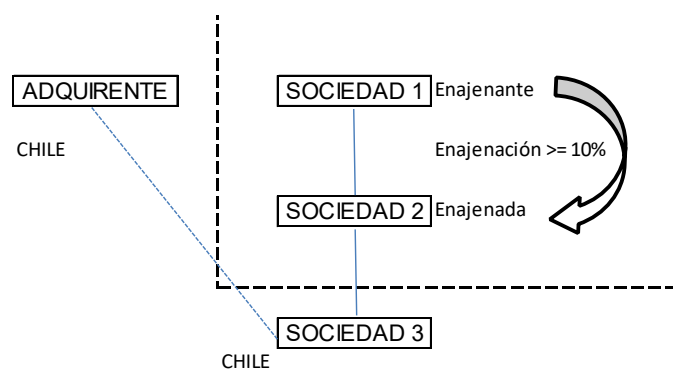 ADQUIRENTE
SOCIEDAD 1 Enajenante
CHILE
Enajenación >= 10%
SOCIEDAD 2 Enajenada
SOCIEDAD 3
CHILE